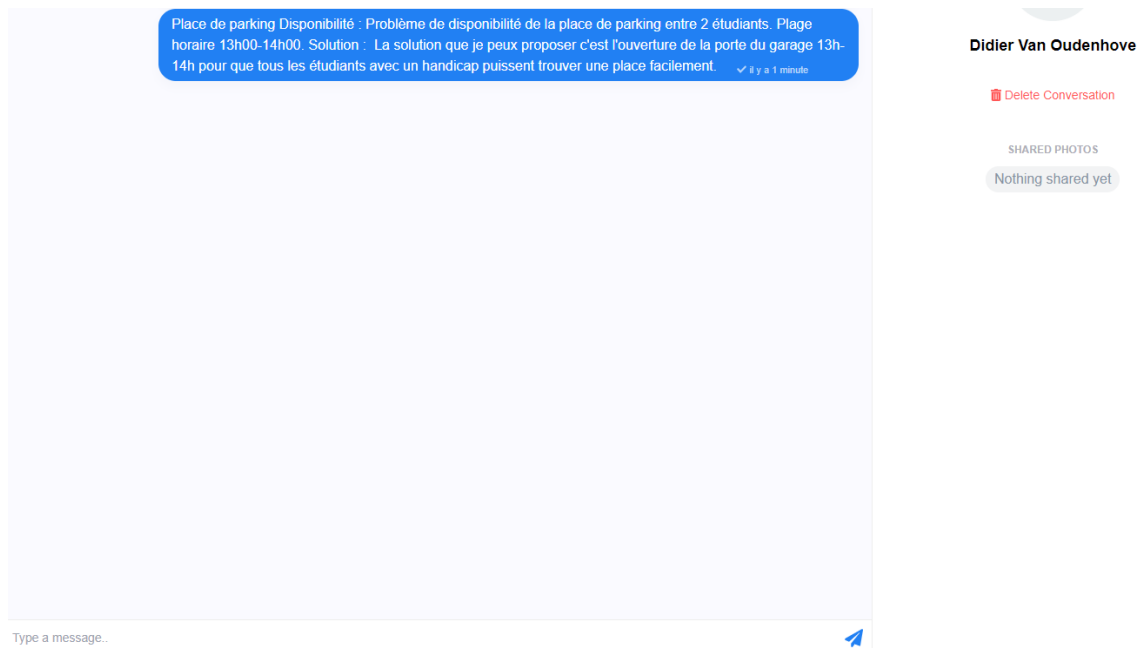 Place de parking Disponibilité : Problème de disponibilité de la place de parking entre 2 étudiants. Plage
horaire 13h00-14h00. Solution :  La solution que je peux proposer c'est l'ouverture de la porte du garage 13h-
14h pour que tous les étudiants avec un handicap puissent trouver une place facilement. il y a 1 minute
Didier Van Oudenhove
Delete Conversation
SHARED PHOTOS
Nothing shared yet
Type a message..